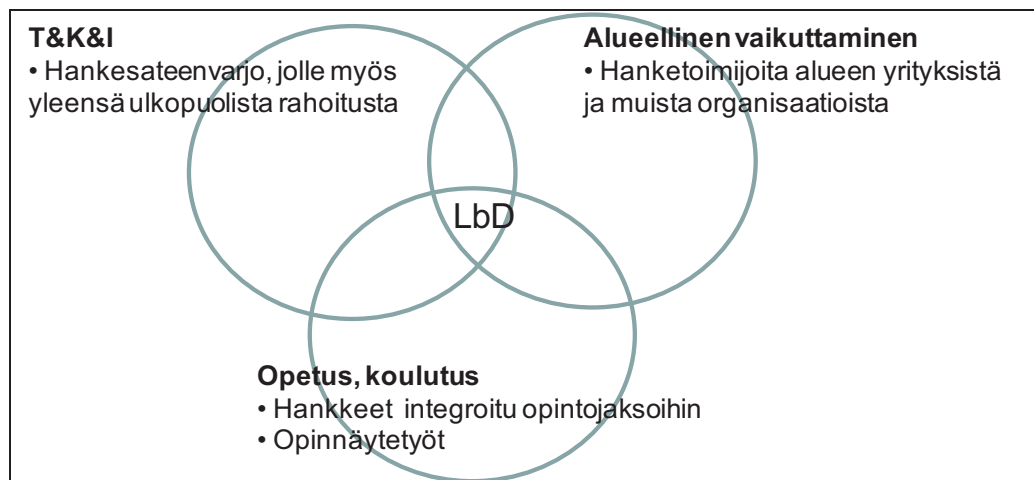 T&K&I
• Hankesateenvarjo, jolle myös
yleensä ulkopuolista rahoitusta
Alueellinen vaikuttaminen
• Hanketoimijoita alueen yrityksistä
ja muista organisaatioista
LbD
Opetus, koulutus
• Hankkeet integroitu opintojaksoihin
• Opinnäytetyöt